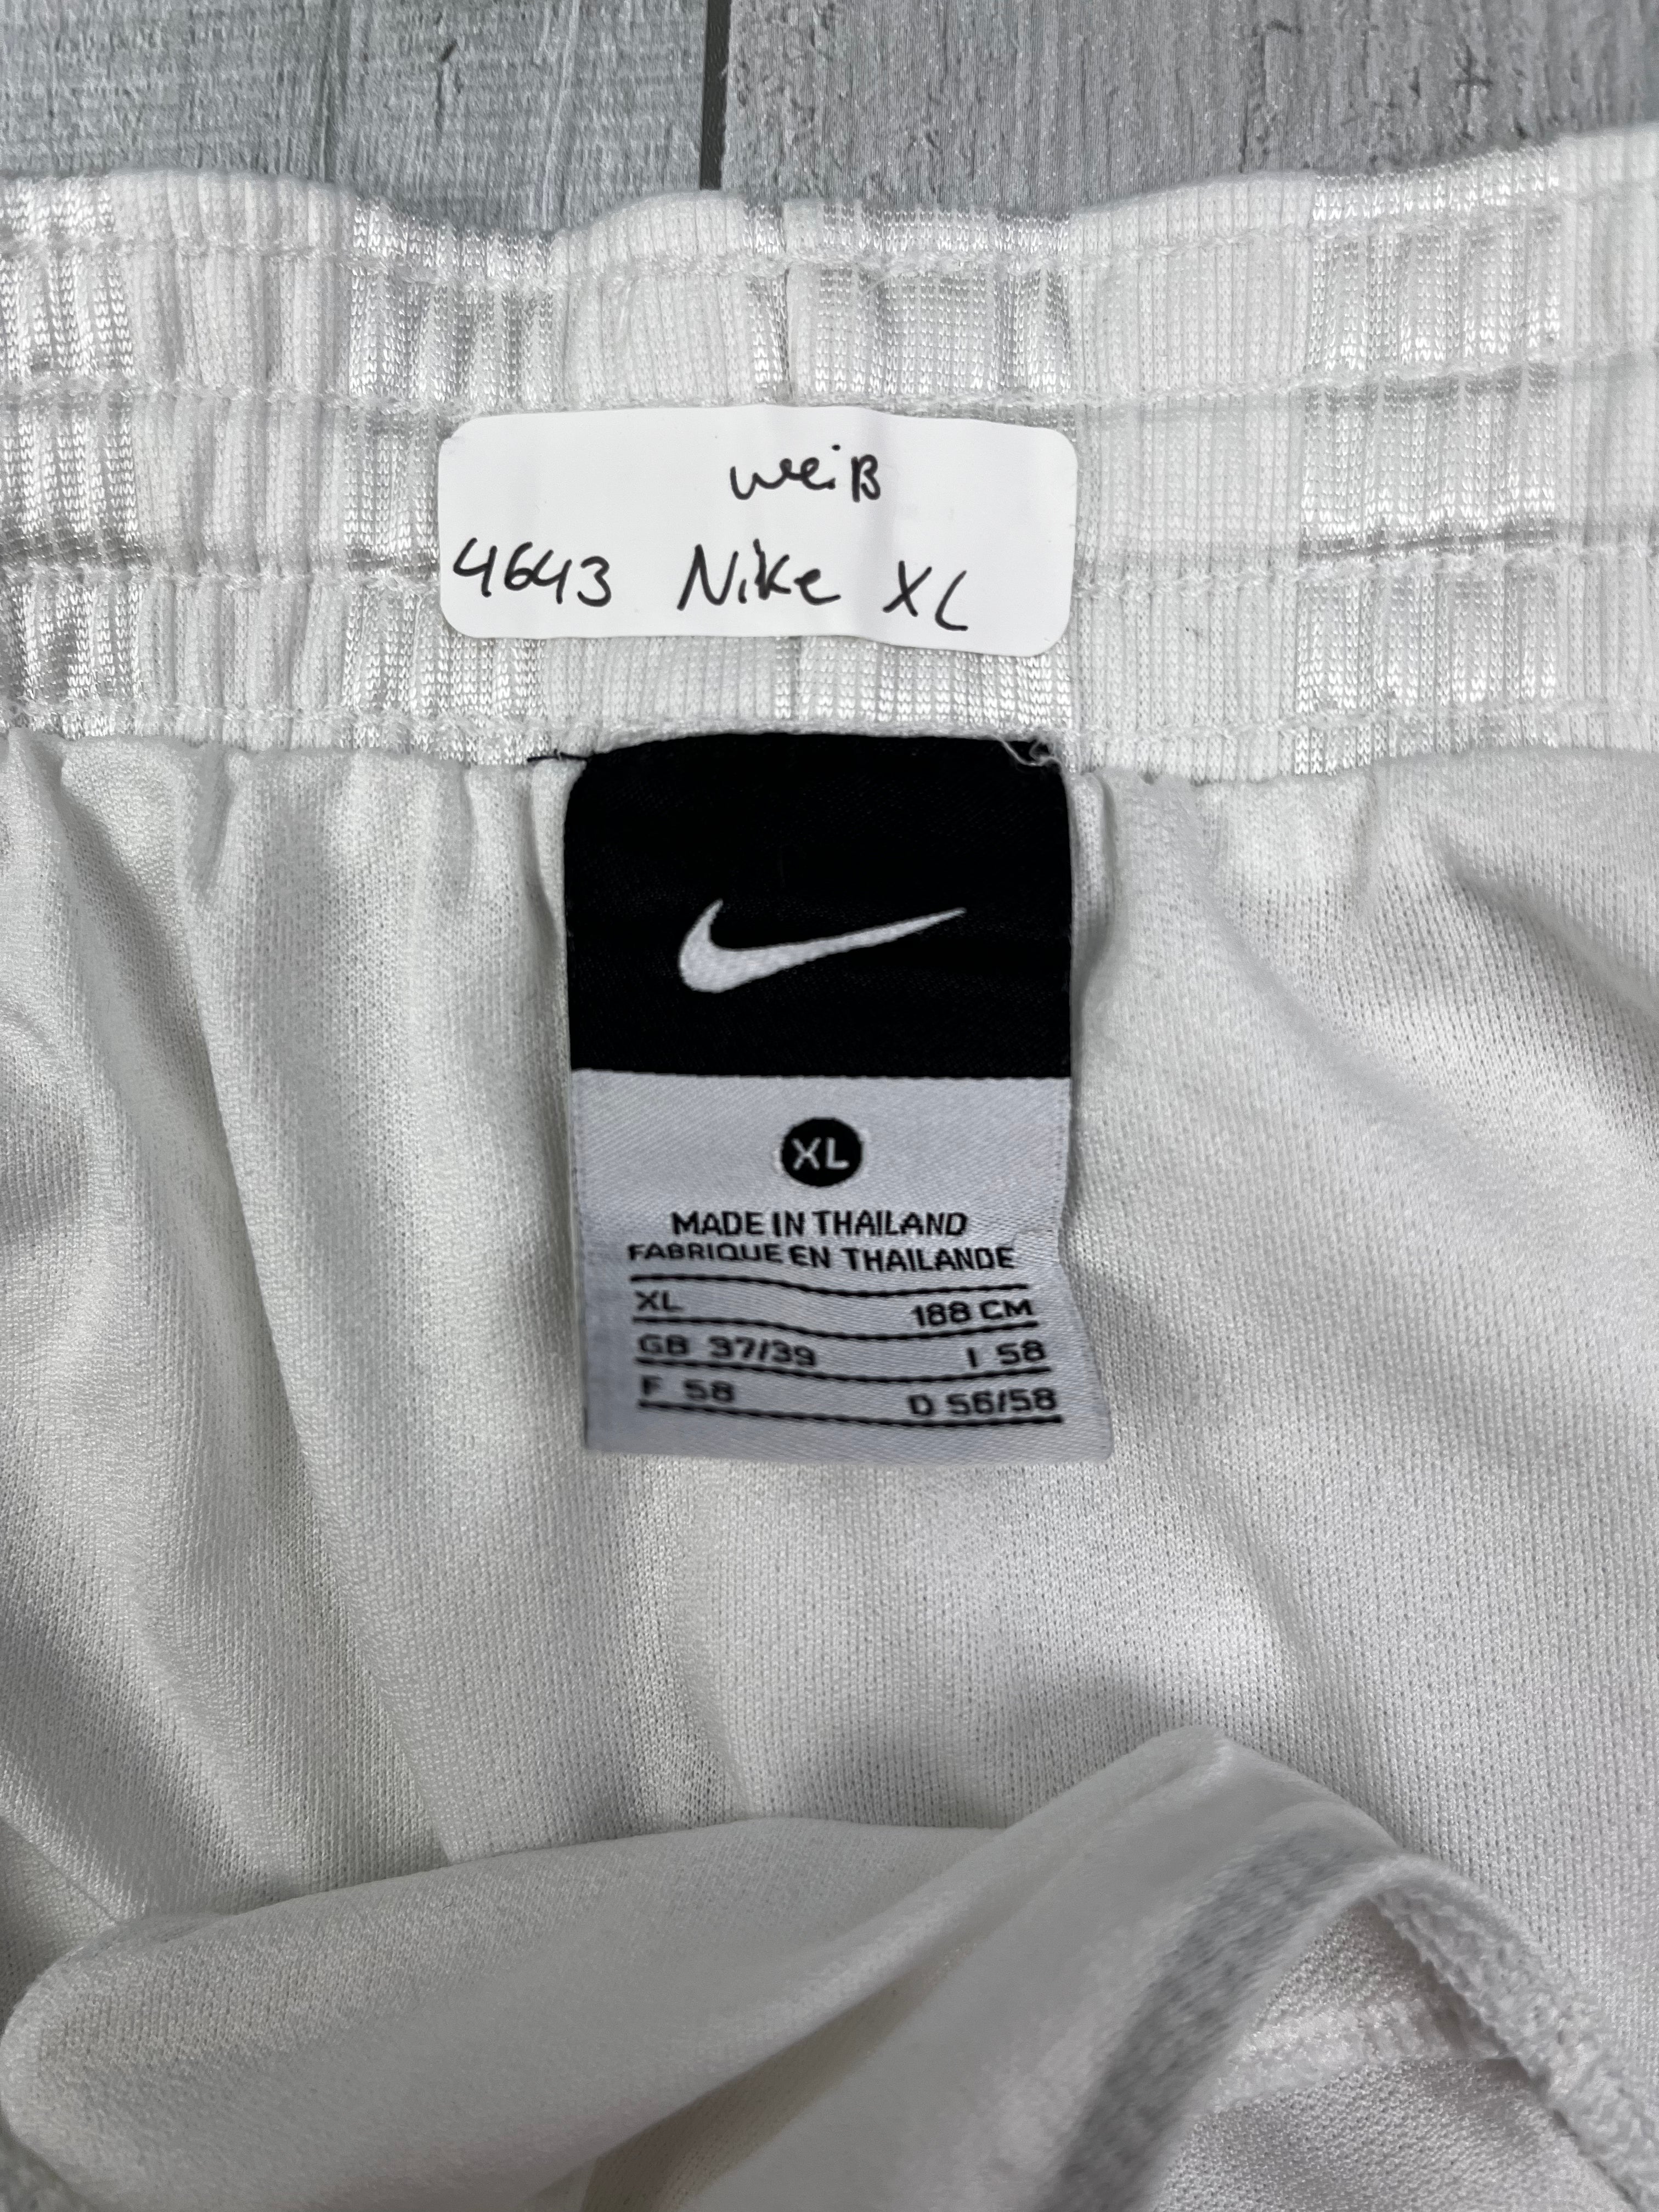 weiß
4643 Nike XL
XL
MADE IN THAILAND
FABRIQUE EN THAILANDE
XL 188 CM
GB 37/39 I 58
F 58 D 56/58